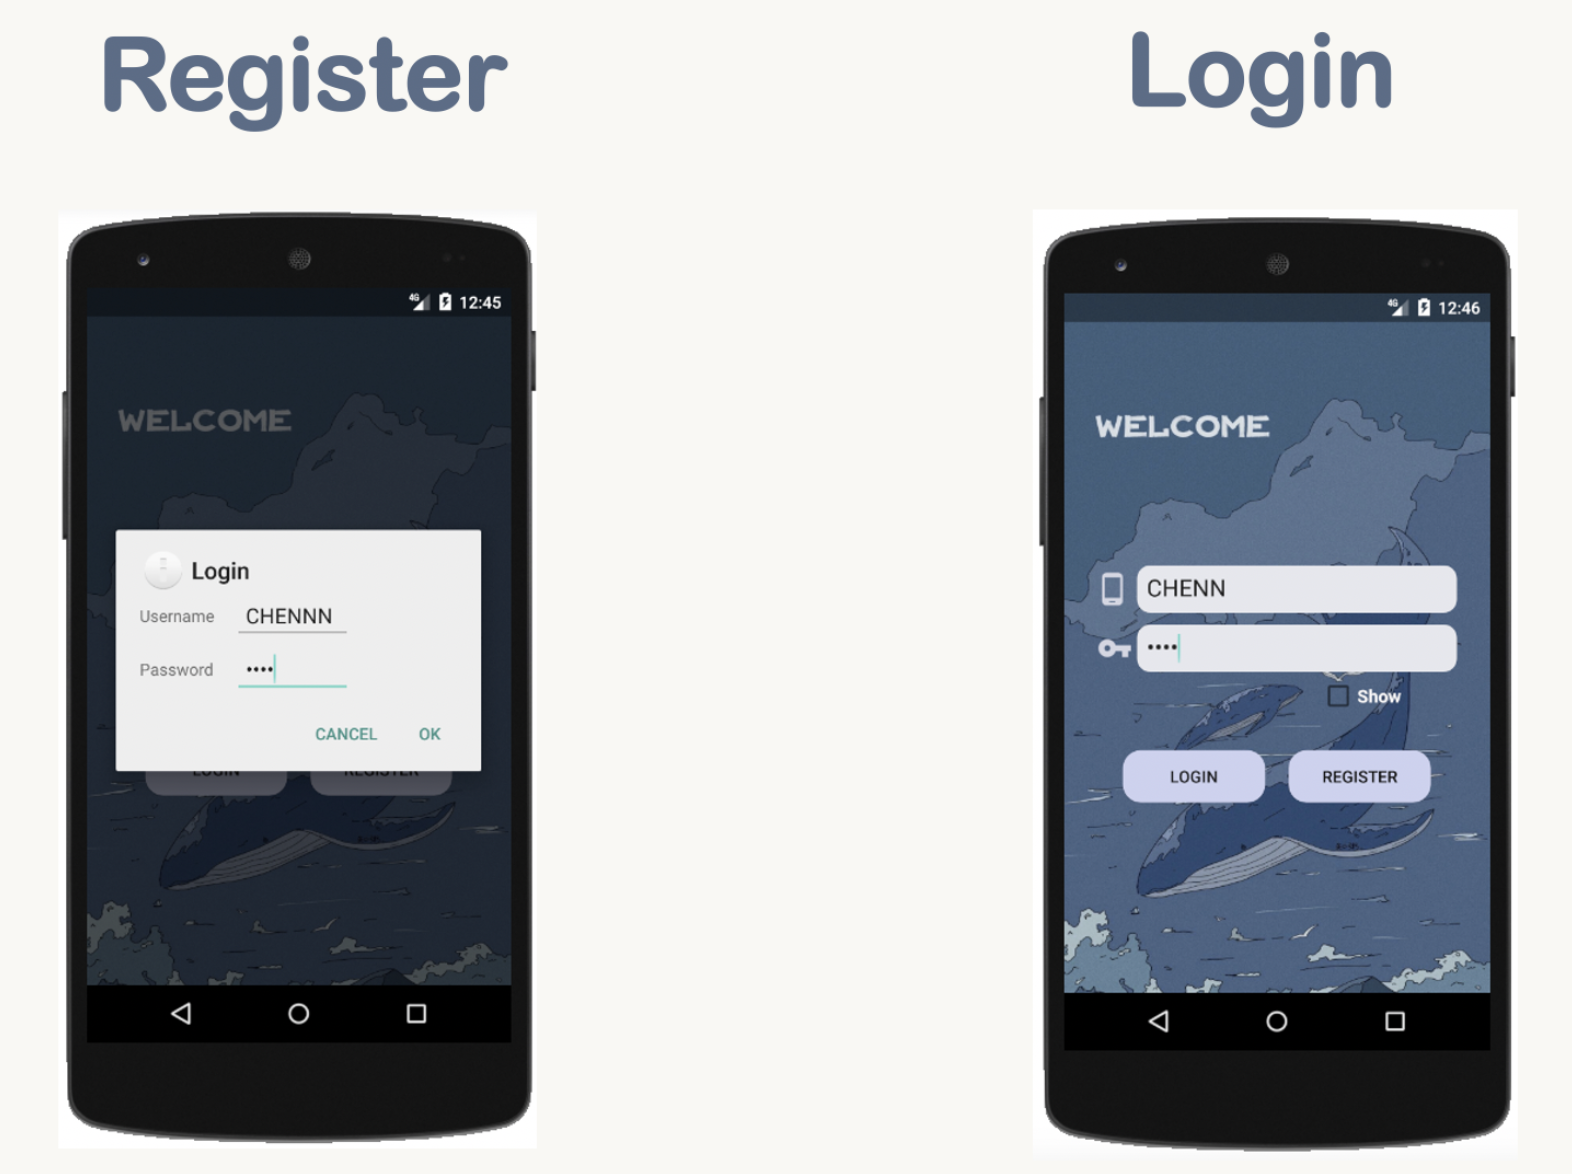 Register
Login
4G 12:45
WELCOME
Login
Username CHENNN
Password ••••
CANCEL OK
LOGIN REGISTER
4G 12:46
WELCOME
CHENN
••••
Show
LOGIN REGISTER